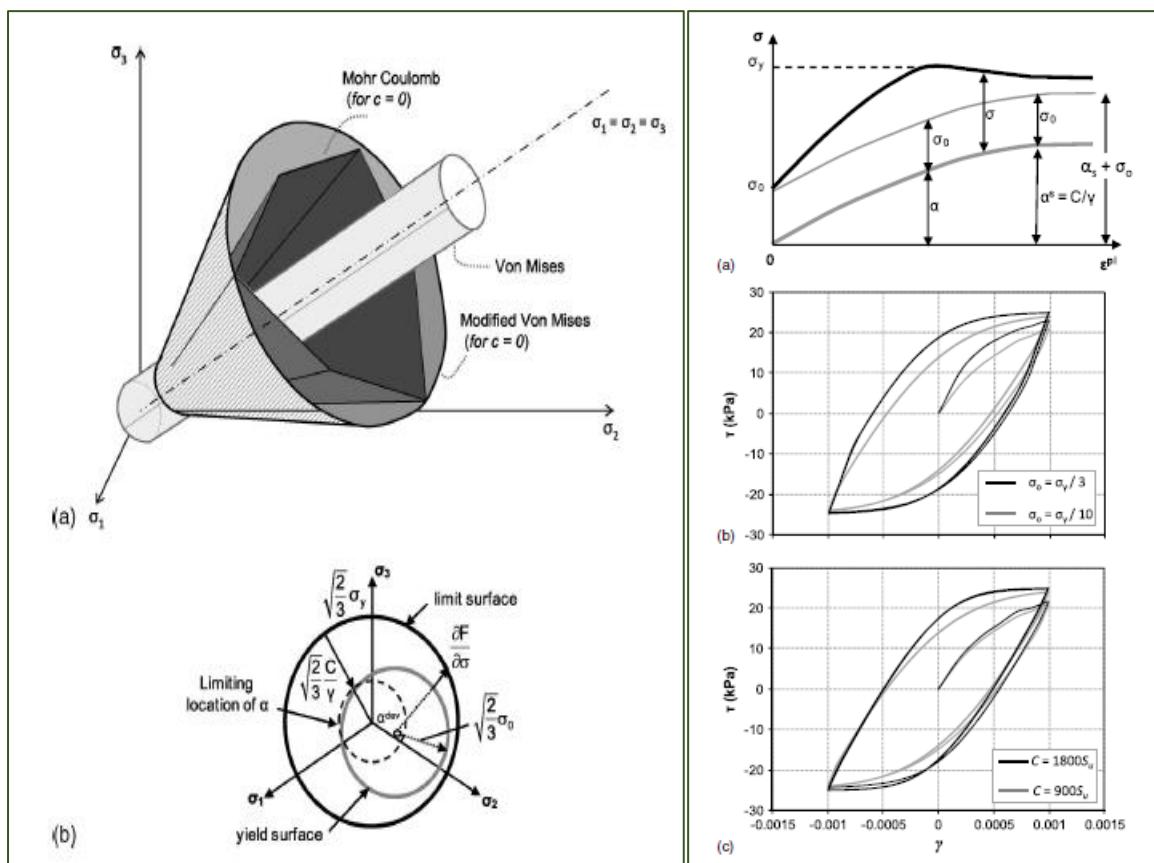 σ₃
Mohr Coulomb
(for c = 0)
σ₁ = σ₂ = σ₃
Von Mises
Modified Von Mises
(for c = 0)
σ₂
σ₁
(a)
σ₃
√(2/3) σy
limit surface
∂F/∂σ
√(2/3) C/γ
Limiting
location of α
αᵈᵉᵛ
√(2/3) σ₀
σ₁
σ₂
yield surface
(b)
σ
σy
σ
σ₀
σ₀
αs + σo
σ₀
α
αˢ = C/γ
0
εᵖˡ
(a)
30
20
10
0
-10
-20
-30
τ (kPa)
σo = σy / 3
σo = σy / 10
(b)
30
20
10
0
-10
-20
-30
τ (kPa)
C = 1800Su
C = 900Su
-0.0015 -0.001 -0.0005 0 0.0005 0.001 0.0015
γ
(c)